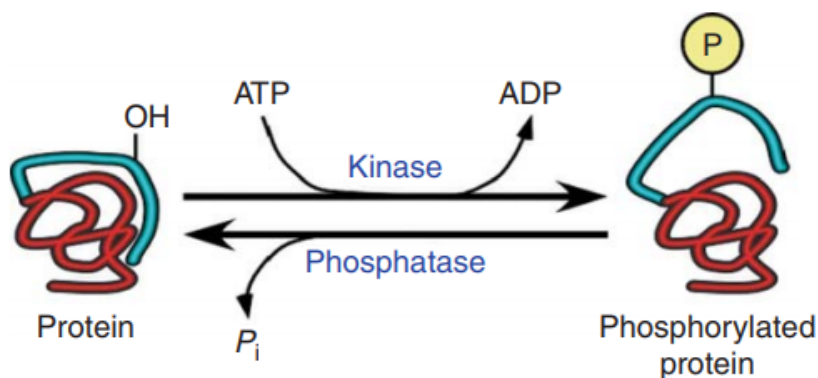 P
ATP
ADP
OH
Kinase
Phosphatase
Protein
Pi
Phosphorylated
protein